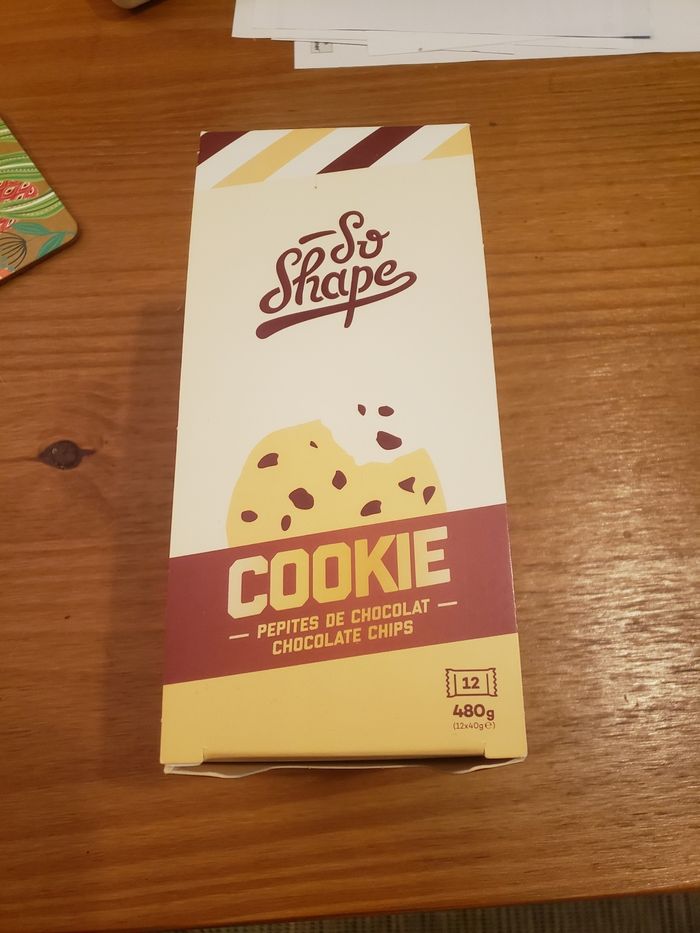 So
Shape
COOKIE
PEPITES DE CHOCOLAT
CHOCOLATE CHIPS
12
480g
(12x40g℮)